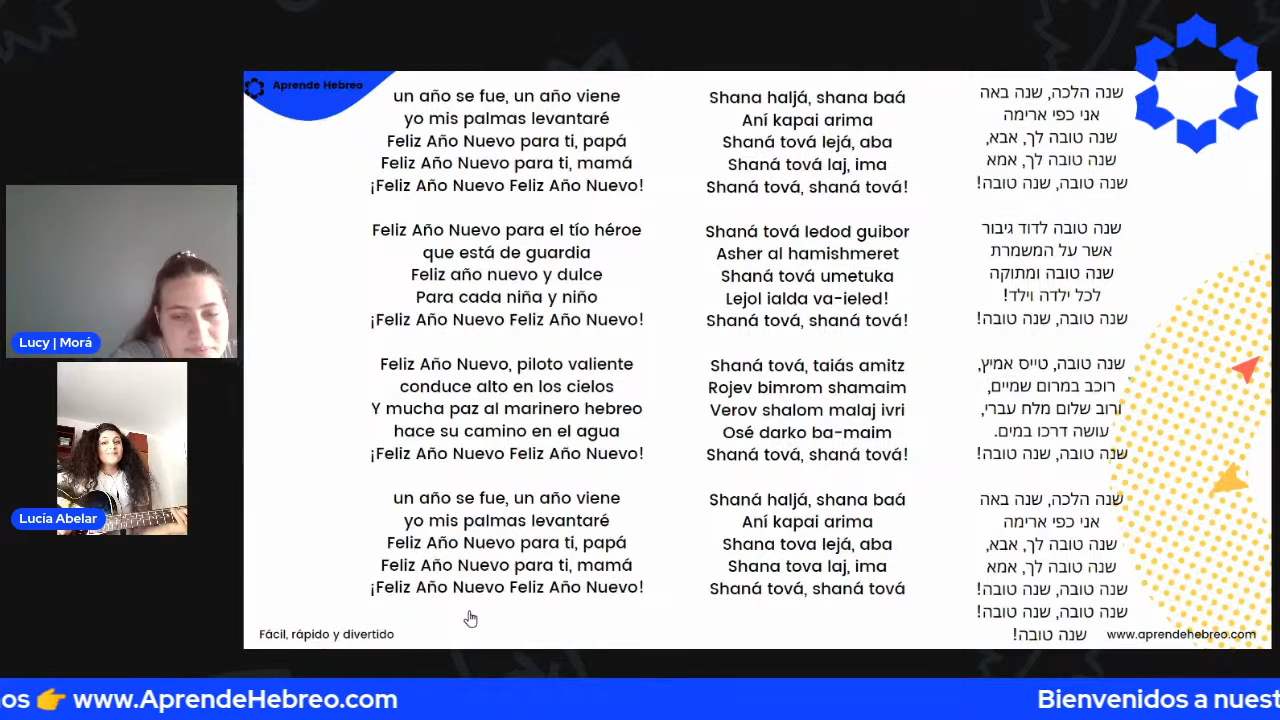 Aprende Hebreo
un año se fue, un año viene
yo mis palmas levantaré
Feliz Año Nuevo para ti, papá
Feliz Año Nuevo para ti, mamá
¡Feliz Año Nuevo Feliz Año Nuevo!
Feliz Año Nuevo para el tío héroe
que está de guardia
Feliz año nuevo y dulce
Para cada niña y niño
¡Feliz Año Nuevo Feliz Año Nuevo!
Feliz Año Nuevo, piloto valiente
conduce alto en los cielos
Y mucha paz al marinero hebreo
hace su camino en el agua
¡Feliz Año Nuevo Feliz Año Nuevo!
un año se fue, un año viene
yo mis palmas levantaré
Feliz Año Nuevo para ti, papá
Feliz Año Nuevo para ti, mamá
¡Feliz Año Nuevo Feliz Año Nuevo!
Shana haljá, shana baá
Aní kapai arima
Shaná tová lejá, aba
Shaná tová laj, ima
Shaná tová, shaná tová!
Shaná tová ledod guibor
Asher al hamishmeret
Shaná tová umetuka
Lejol ialda va-ieled!
Shaná tová, shaná tová!
Shaná tová, taiás amitz
Rojev bimrom shamaim
Verov shalom malaj ivri
Osé darko ba-maim
Shaná tová, shaná tová!
Shaná haljá, shana baá
Aní kapai arima
Shana tova lejá, aba
Shana tova laj, ima
Shaná tová, shaná tová
שנה הלכה, שנה באה
אני כפי ארימה
שנה טובה לך, אבא,
שנה טובה לך, אמא
שנה טובה, שנה טובה!
שנה טובה לדוד גיבור
אשר על המשמרת
שנה טובה ומתוקה
לכל ילדה וילד!
שנה טובה, שנה טובה!
שנה טובה, טייס אמיץ,
רוכב במרום שמיים,
ורוב שלום מלח עברי,
עושה דרכו במים.
שנה טובה, שנה טובה!
שנה הלכה, שנה באה
אני כפי ארימה
שנה טובה לך, אבא,
שנה טובה לך, אמא
שנה טובה, שנה טובה!
שנה טובה, שנה טובה!
שנה טובה!
Fácil, rápido y divertido
www.aprendehebreo.com
Lucy | Morá
Lucía Abelar
os 👉 www.AprendeHebreo.com
Bienvenidos a nuest